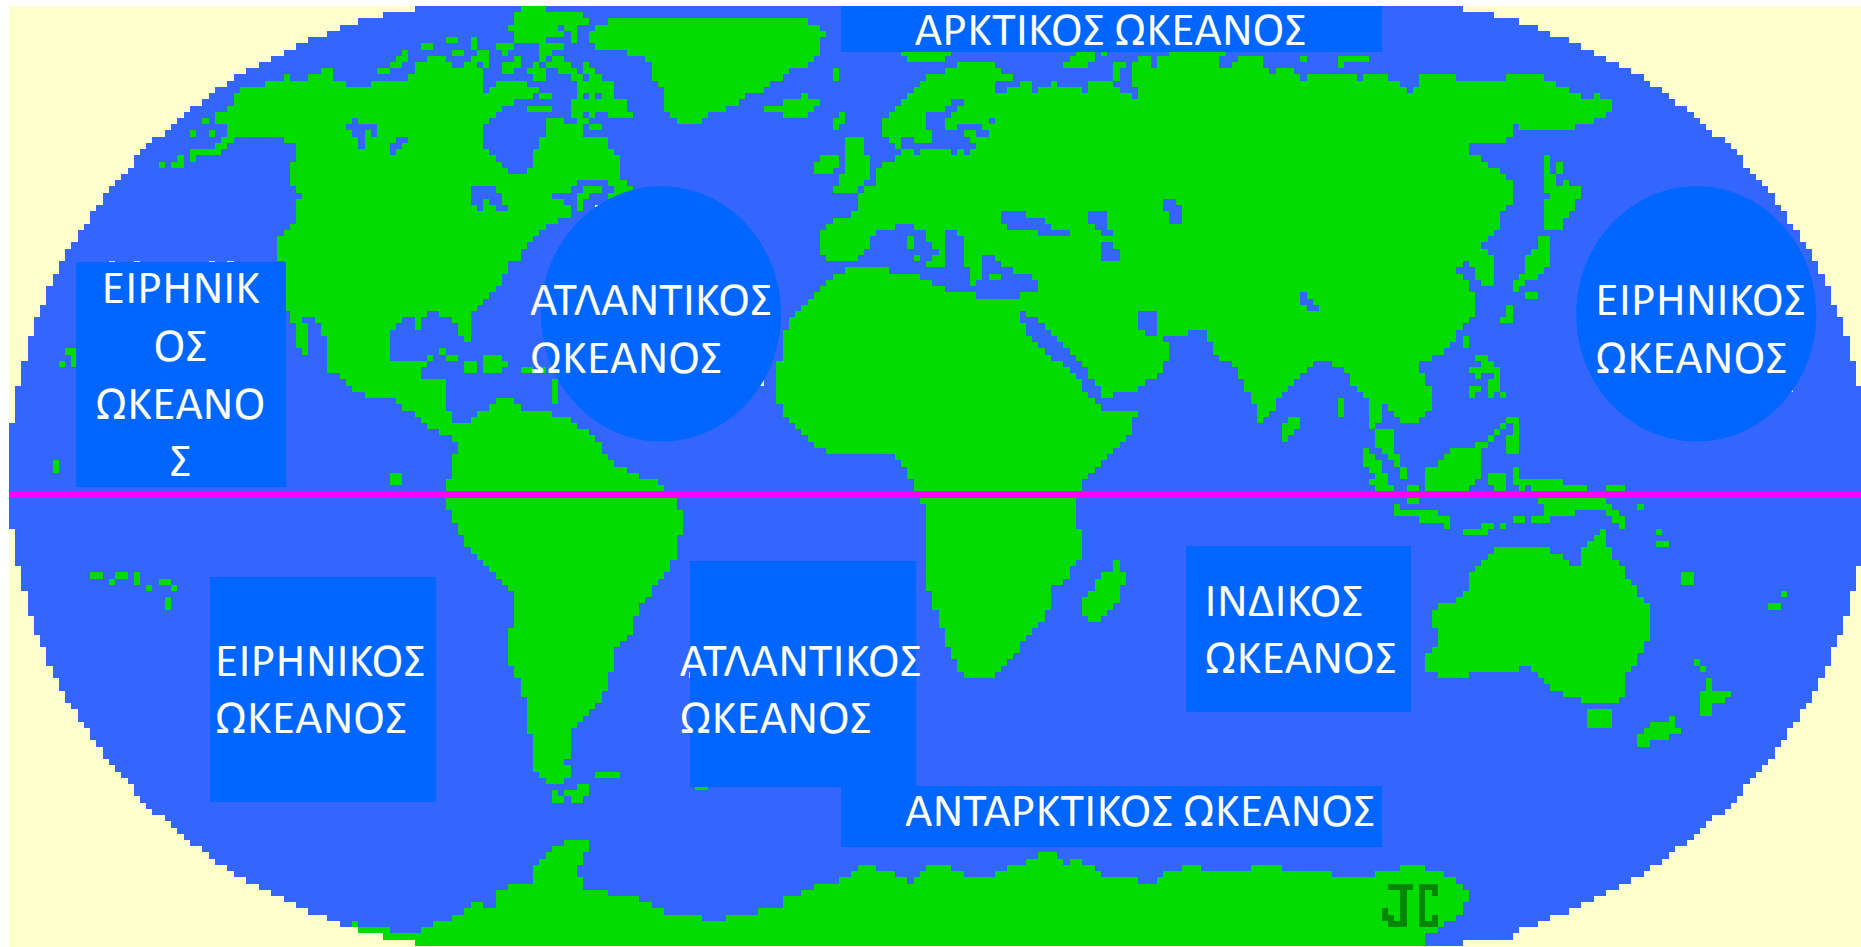 ΑΡΚΤΙΚΟΣ ΩΚΕΑΝΟΣ
ΕΙΡΗΝΙΚ
ΟΣ
ΩΚΕΑΝΟ
Σ
ΑΤΛΑΝΤΙΚΟΣ
ΩΚΕΑΝΟΣ
ΕΙΡΗΝΙΚΟΣ
ΩΚΕΑΝΟΣ
ΕΙΡΗΝΙΚΟΣ
ΩΚΕΑΝΟΣ
ΑΤΛΑΝΤΙΚΟΣ
ΩΚΕΑΝΟΣ
ΙΝΔΙΚΟΣ
ΩΚΕΑΝΟΣ
ΑΝΤΑΡΚΤΙΚΟΣ ΩΚΕΑΝΟΣ
JC